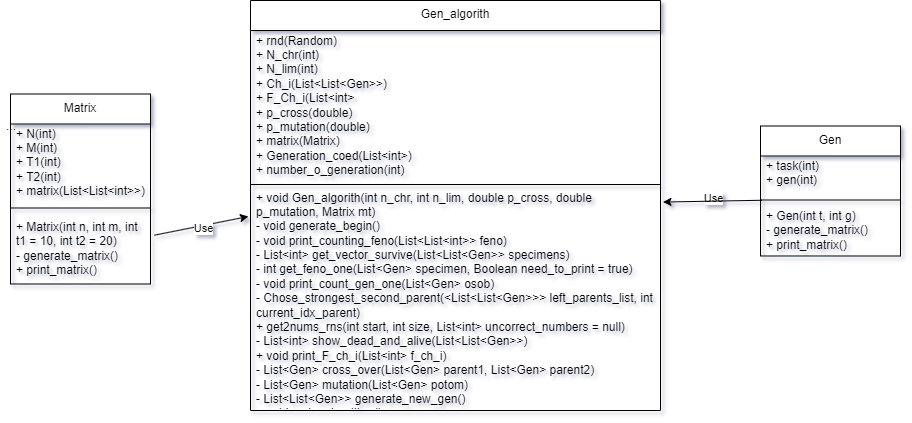 Gen_algorith
+ rnd(Random)
+ N_chr(int)
+ N_lim(int)
+ Ch_i(List<List<Gen>>)
+ F_Ch_i(List<int>
+ p_cross(double)
+ p_mutation(double)
+ matrix(Matrix)
+ Generation_coed(List<int>)
+ number_o_generation(int)
+ void Gen_algorith(int n_chr, int n_lim, double p_cross, double
p_mutation, Matrix mt)
- void generate_begin()
- void print_counting_feno(List<List<int>> feno)
- List<int> get_vector_survive(List<List<Gen>> specimens)
- int get_feno_one(List<Gen> specimen, Boolean need_to_print = true)
- void print_count_gen_one(List<Gen> osob)
- Chose_strongest_second_parent(<List<List<Gen>>> left_parents_list, int
current_idx_parent)
+ get2nums_rns(int start, int size, List<int> uncorrect_numbers = null)
- List<int> show_dead_and_alive(List<List<Gen>>)
+ void print_F_ch_i(List<int> f_ch_i)
- List<Gen> cross_over(List<Gen> parent1, List<Gen> parent2)
- List<Gen> mutation(List<Gen> potom)
- List<List<Gen>> generate_new_gen()
Matrix
+ N(int)
+ M(int)
+ T1(int)
+ T2(int)
+ matrix(List<List<int>>)
+ Matrix(int n, int m, int
t1 = 10, int t2 = 20)
- generate_matrix()
+ print_matrix()
Use
Gen
+ task(int)
+ gen(int)
+ Gen(int t, int g)
- generate_matrix()
+ print_matrix()
Use